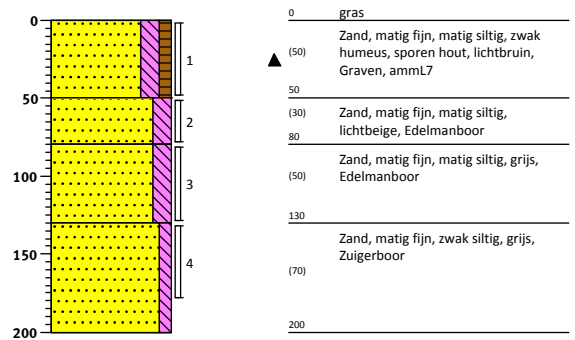 0
50
100
150
200
1
2
3
4
0 gras
Zand, matig fijn, matig siltig, zwak
(50) humeus, sporen hout, lichtbruin,
Graven, ammL7
50
(30) Zand, matig fijn, matig siltig,
lichtbeige, Edelmanboor
80
Zand, matig fijn, matig siltig, grijs,
(50) Edelmanboor
130
Zand, matig fijn, zwak siltig, grijs,
Zuigerboor
(70)
200